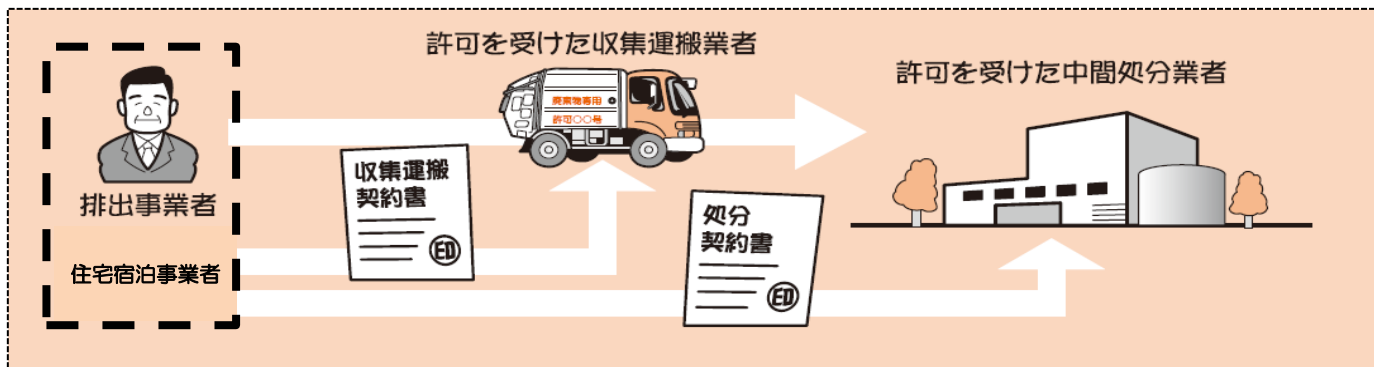 許可を受けた収集運搬業者
許可を受けた中間処分業者
廃棄物専用
許可〇〇号
排出事業者
住宅宿泊事業者
収集運搬
契約書
印
処分
契約書
印